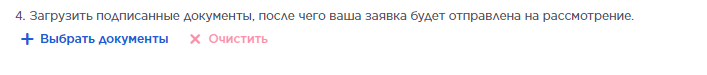 4. Загрузить подписанные документы, после чего ваша заявка будет отправлена на рассмотрение.
+ Выбрать документы × Очистить